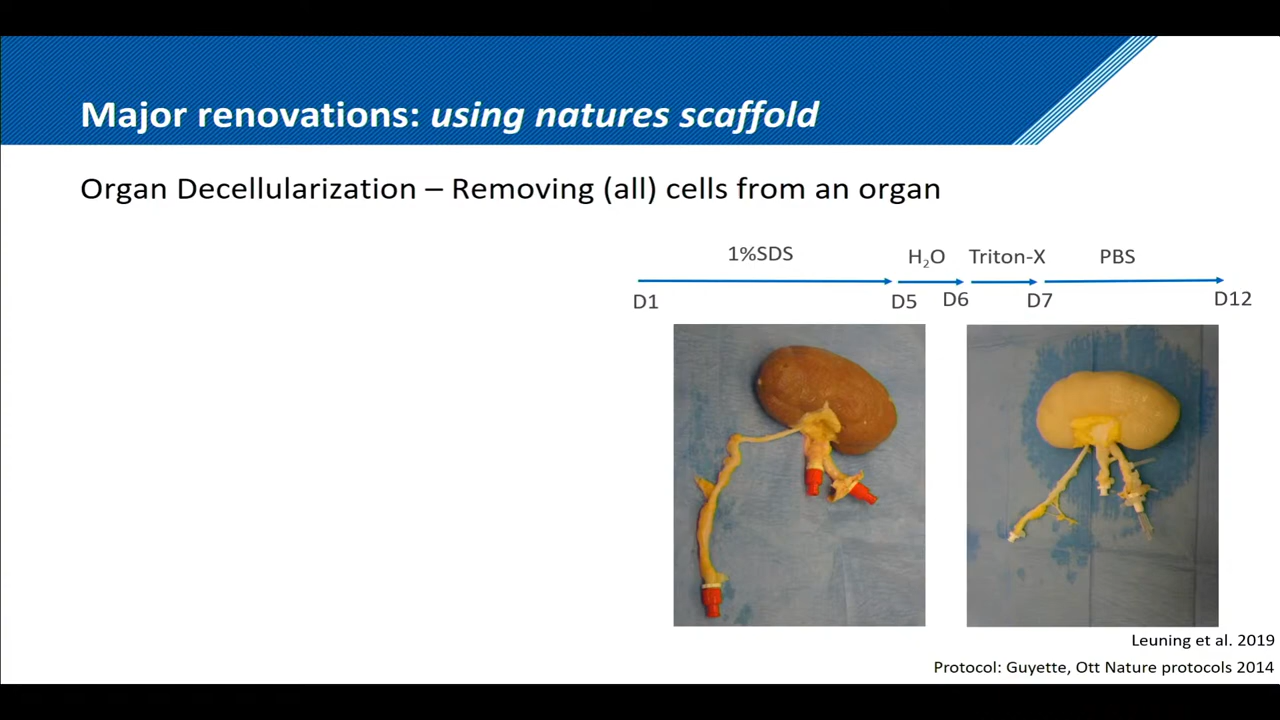 Major renovations: using natures scaffold
Organ Decellularization – Removing (all) cells from an organ
1%SDS H₂O Triton-X PBS
D1 D5 D6 D7 D12
Leuning et al. 2019
Protocol: Guyette, Ott Nature protocols 2014